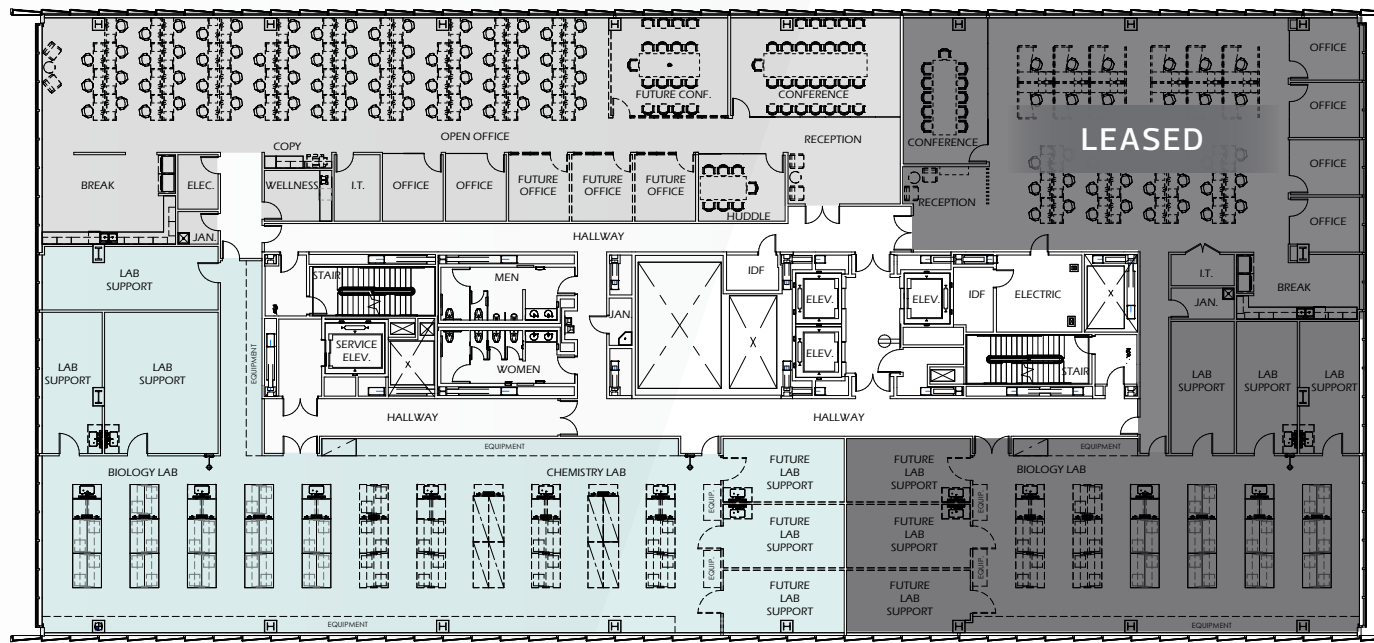 FUTURE CONF.
CONFERENCE
OPEN OFFICE
COPY
RECEPTION
BREAK
ELEC.
WELLNESS
I.T.
OFFICE
OFFICE
FUTURE
OFFICE
FUTURE
OFFICE
FUTURE
OFFICE
HUDDLE
JAN.
HALLWAY
LEASED
CONFERENCE
RECEPTION
OFFICE
OFFICE
OFFICE
OFFICE
I.T.
JAN.
BREAK
LAB
SUPPORT
LAB
SUPPORT
LAB
SUPPORT
EQUIPMENT
STAIR
MEN
SERVICE
ELEV.
X
WOMEN
JAN.
X
X
IDF
ELEV.
ELEV.
ELEV.
IDF
ELECTRIC
X
STAIR
LAB
SUPPORT
LAB
SUPPORT
LAB
SUPPORT
HALLWAY
HALLWAY
EQUIPMENT
EQUIPMENT
BIOLOGY LAB
CHEMISTRY LAB
FUTURE
LAB
SUPPORT
FUTURE
LAB
SUPPORT
BIOLOGY LAB
EQUIP.
EQUIP.
FUTURE
LAB
SUPPORT
FUTURE
LAB
SUPPORT
EQUIP.
EQUIP.
FUTURE
LAB
SUPPORT
FUTURE
LAB
SUPPORT
EQUIPMENT
EQUIPMENT